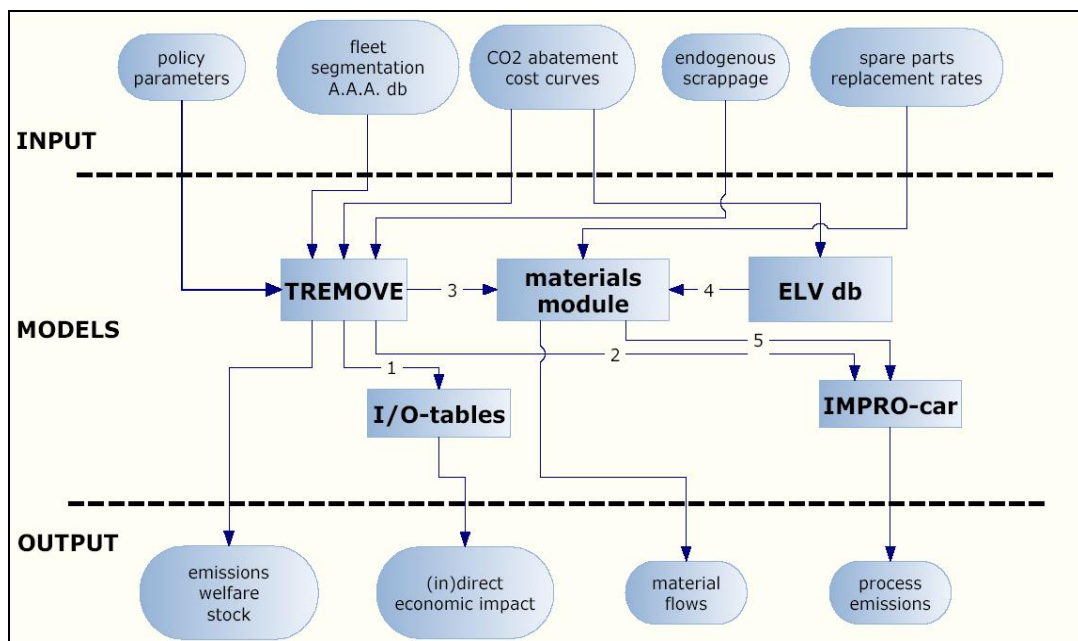 policy
parameters
fleet
segmentation
A.A.A. db
CO2 abatement
cost curves
endogenous
scrappage
spare parts
replacement rates
INPUT
TREMOVE
3
materials
module
4
ELV db
MODELS
1
2
5
I/O-tables
IMPRO-car
OUTPUT
emissions
welfare
stock
(in)direct
economic impact
material
flows
process
emissions